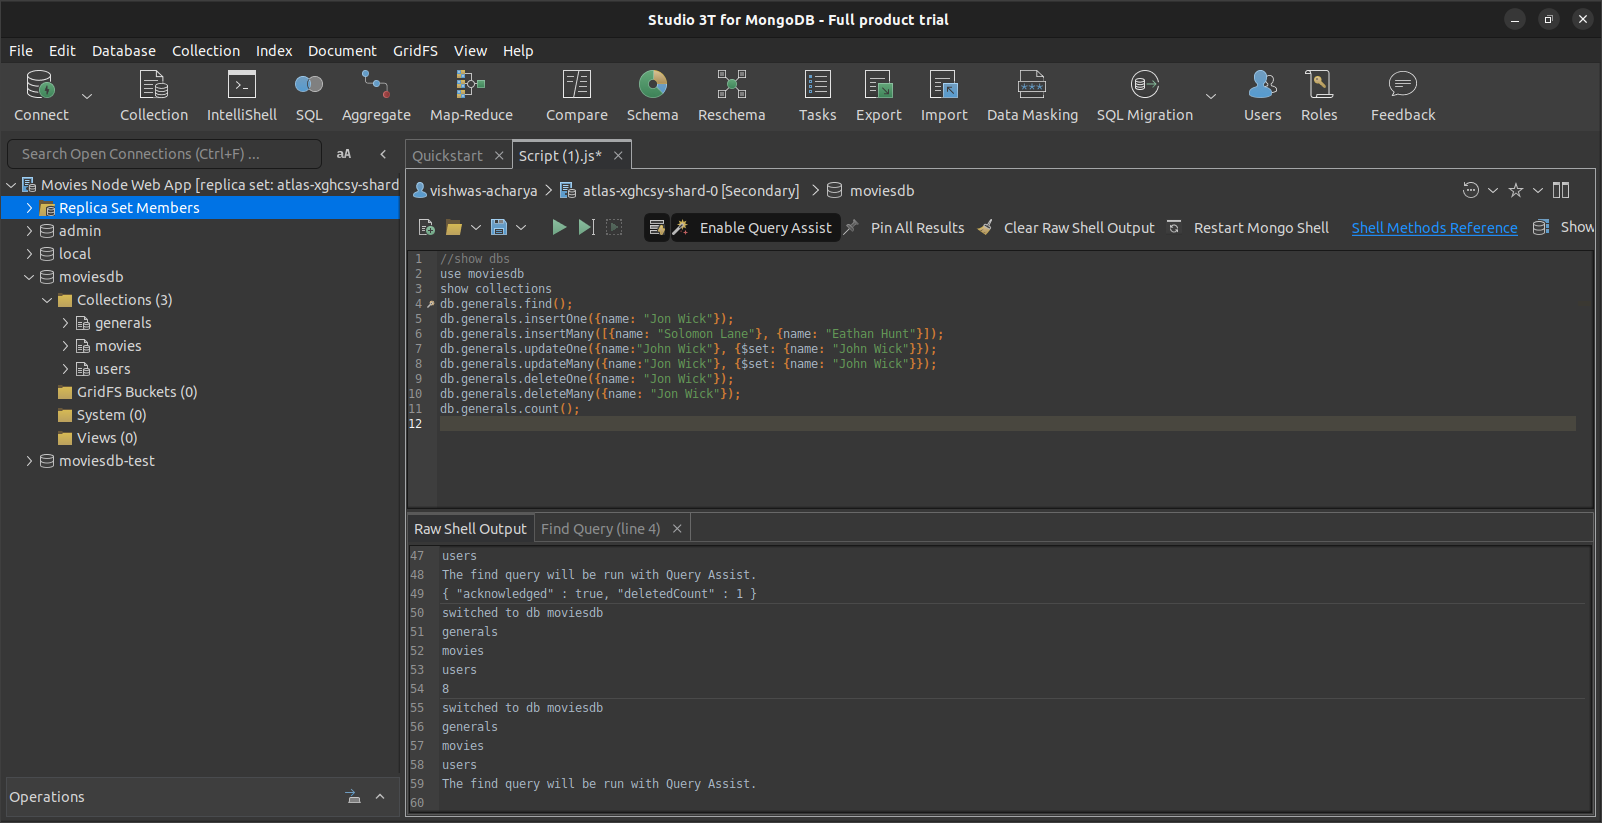 Studio 3T for MongoDB - Full product trial
File Edit Database Collection Index Document GridFS View Help
Connect Collection IntelliShell SQL Aggregate Map-Reduce Compare Schema Reschema Tasks Export Import Data Masking SQL Migration Users Roles Feedback
Search Open Connections (Ctrl+F) ... aA
Movies Node Web App [replica set: atlas-xghcsy-shard
Replica Set Members
admin
local
moviesdb
Collections (3)
generals
movies
users
GridFS Buckets (0)
System (0)
Views (0)
moviesdb-test
Operations
Quickstart Script (1).js*
vishwas-acharya atlas-xghcsy-shard-0 [Secondary] moviesdb
Enable Query Assist Pin All Results Clear Raw Shell Output Restart Mongo Shell Shell Methods Reference Show
1 //show dbs
2 use moviesdb
3 show collections
4 db.generals.find();
5 db.generals.insertOne({name: "Jon Wick"});
6 db.generals.insertMany([{name: "Solomon Lane"}, {name: "Eathan Hunt"}]);
7 db.generals.updateOne({name:"John Wick"}, {$set: {name: "John Wick"}});
8 db.generals.updateMany({name:"Jon Wick"}, {$set: {name: "John Wick"}});
9 db.generals.deleteOne({name: "Jon Wick"});
10 db.generals.deleteMany({name: "Jon Wick"});
11 db.generals.count();
12
Raw Shell Output Find Query (line 4)
47 users
48 The find query will be run with Query Assist.
49 { "acknowledged" : true, "deletedCount" : 1 }
50 switched to db moviesdb
51 generals
52 movies
53 users
54 8
55 switched to db moviesdb
56 generals
57 movies
58 users
59 The find query will be run with Query Assist.
60